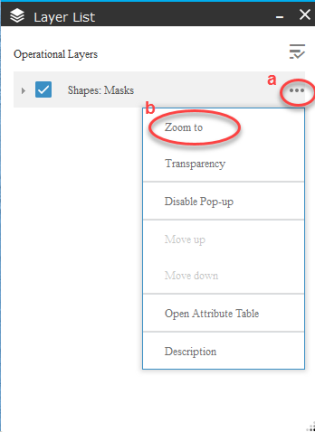 Layer List
Operational Layers
a
Shapes: Masks
b
Zoom to
Transparency
Disable Pop-up
Move up
Move down
Open Attribute Table
Description